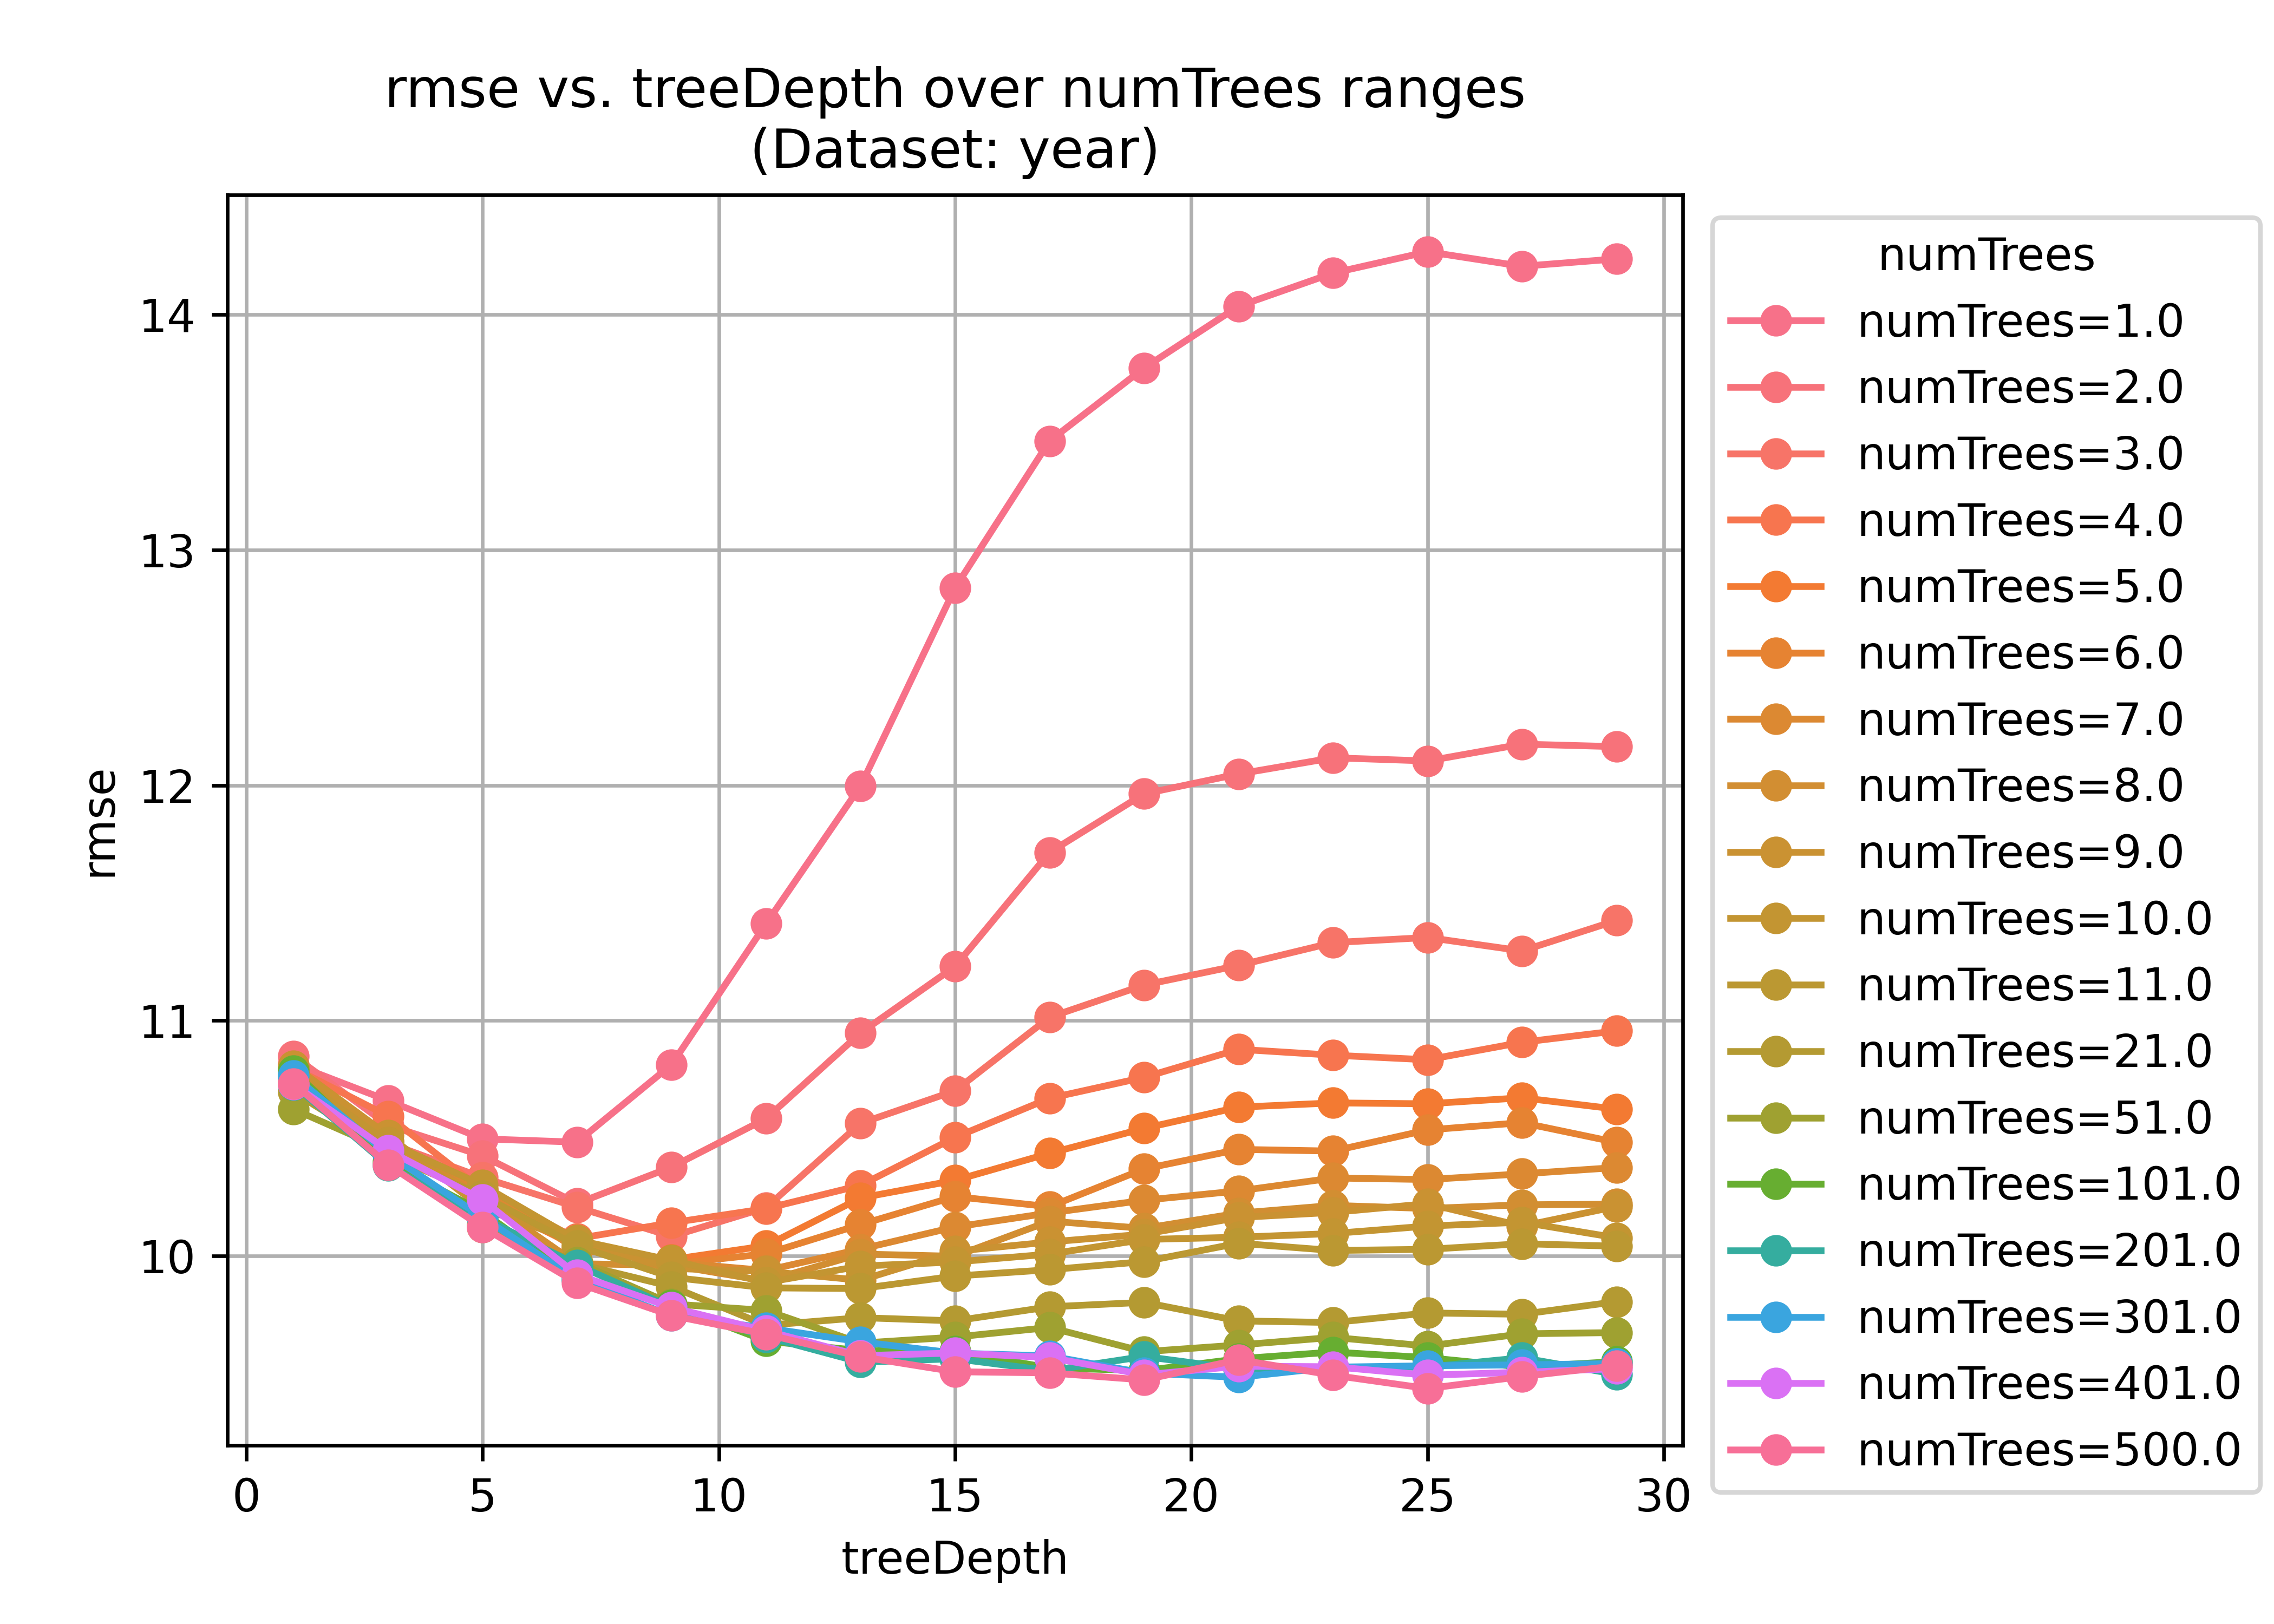 rmse vs. treeDepth over numTrees ranges
(Dataset: year)
numTrees
numTrees=1.0
numTrees=2.0
numTrees=3.0
numTrees=4.0
numTrees=5.0
numTrees=6.0
numTrees=7.0
numTrees=8.0
numTrees=9.0
numTrees=10.0
numTrees=11.0
numTrees=21.0
numTrees=51.0
numTrees=101.0
numTrees=201.0
numTrees=301.0
numTrees=401.0
numTrees=500.0
rmse
14
13
12
11
10
0 5 10 15 20 25 30
treeDepth